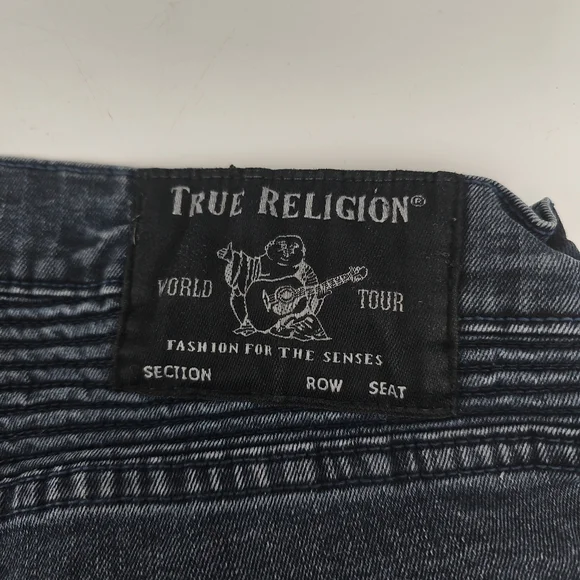 TRUE RELIGION®
WORLD TOUR
FASHION FOR THE SENSES
SECTION ROW SEAT